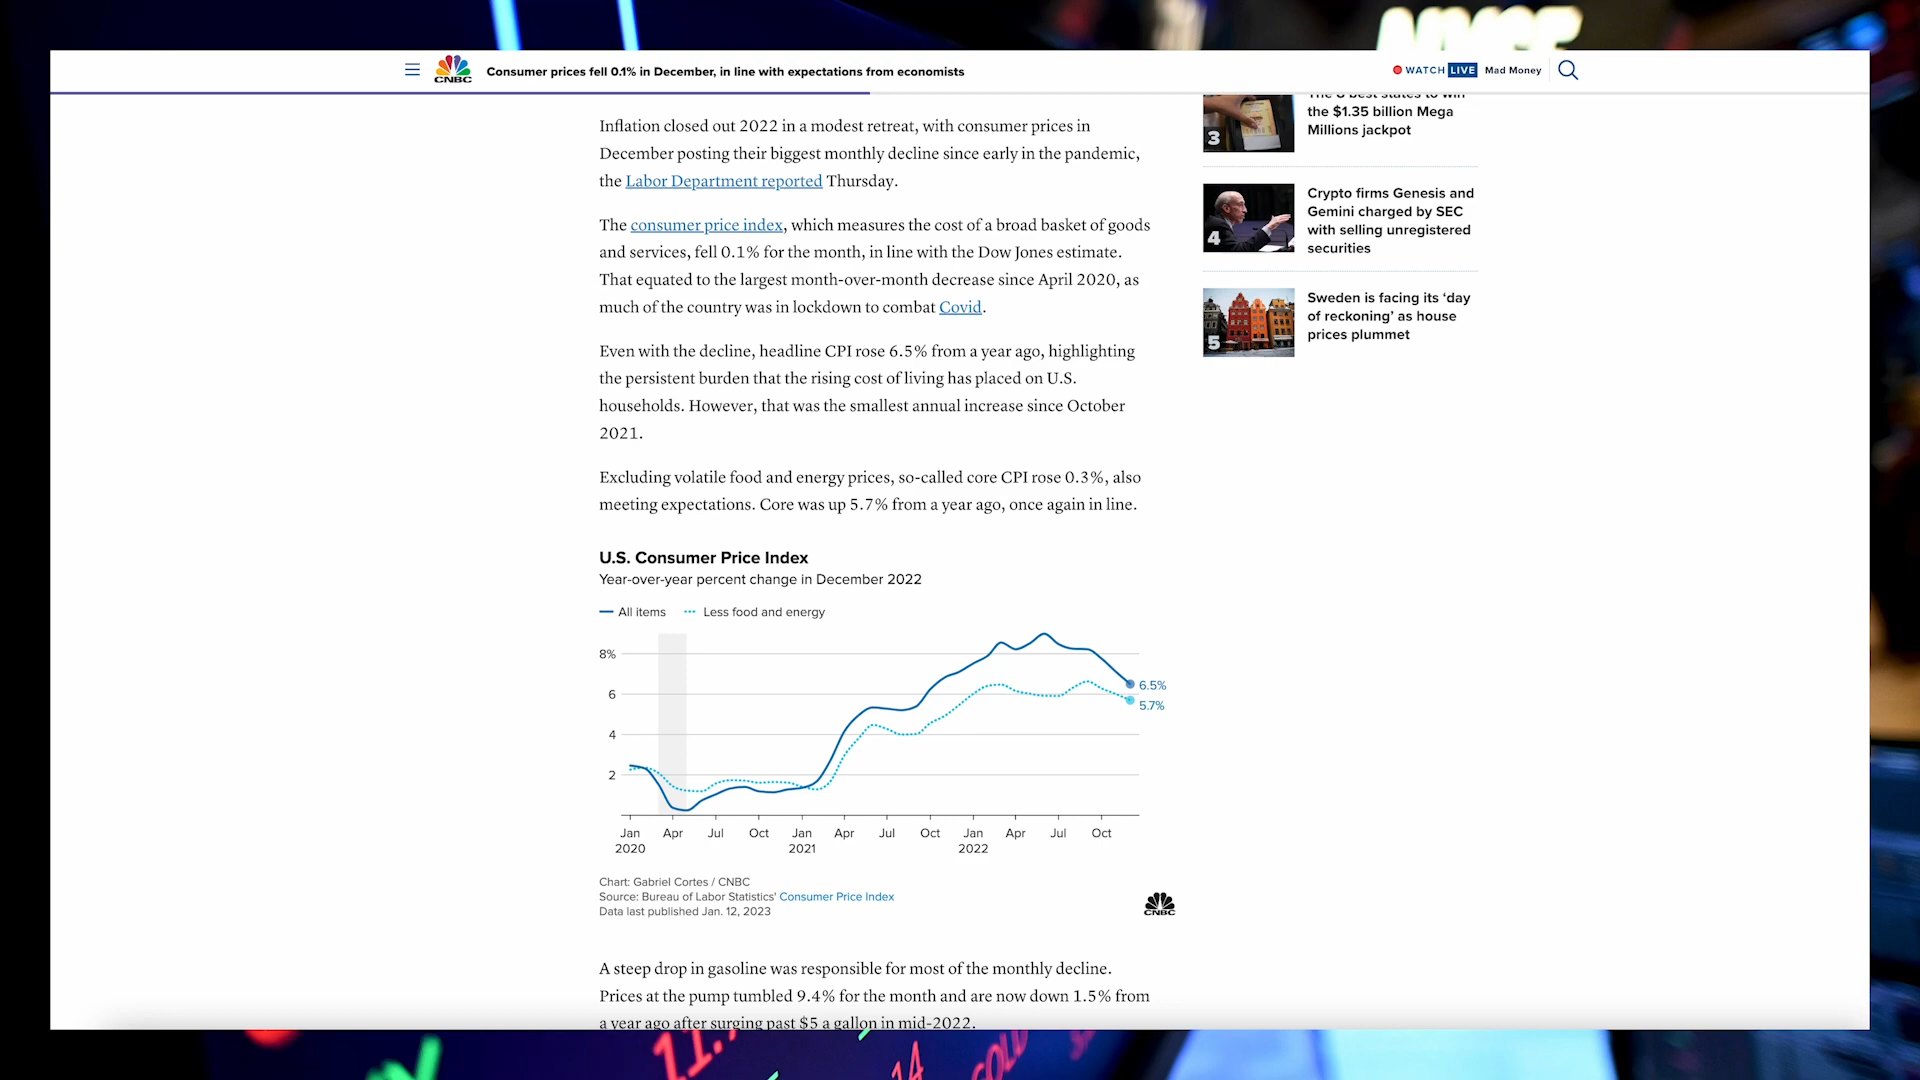 NYSE
CNBC
Consumer prices fell 0.1% in December, in line with expectations from economists
WATCH LIVE Mad Money
Inflation closed out 2022 in a modest retreat, with consumer prices in
December posting their biggest monthly decline since early in the pandemic,
the Labor Department reported Thursday.
The consumer price index, which measures the cost of a broad basket of goods
and services, fell 0.1% for the month, in line with the Dow Jones estimate.
That equated to the largest month-over-month decrease since April 2020, as
much of the country was in lockdown to combat Covid.
Even with the decline, headline CPI rose 6.5% from a year ago, highlighting
the persistent burden that the rising cost of living has placed on U.S.
households. However, that was the smallest annual increase since October
2021.
Excluding volatile food and energy prices, so-called core CPI rose 0.3%, also
meeting expectations. Core was up 5.7% from a year ago, once again in line.
U.S. Consumer Price Index
Year-over-year percent change in December 2022
All items Less food and energy
8%
6
4
2
6.5%
5.7%
Jan Apr Jul Oct Jan Apr Jul Oct Jan Apr Jul Oct
2020 2021 2022
Chart: Gabriel Cortes / CNBC
Source: Bureau of Labor Statistics' Consumer Price Index
Data last published Jan. 12, 2023
CNBC
A steep drop in gasoline was responsible for most of the monthly decline.
Prices at the pump tumbled 9.4% for the month and are now down 1.5% from
a year ago after surging past $5 a gallon in mid-2022.
3
best states to win
the $1.35 billion Mega
Millions jackpot
4
Crypto firms Genesis and
Gemini charged by SEC
with selling unregistered
securities
5
Sweden is facing its ‘day
of reckoning’ as house
prices plummet
14
GOLD